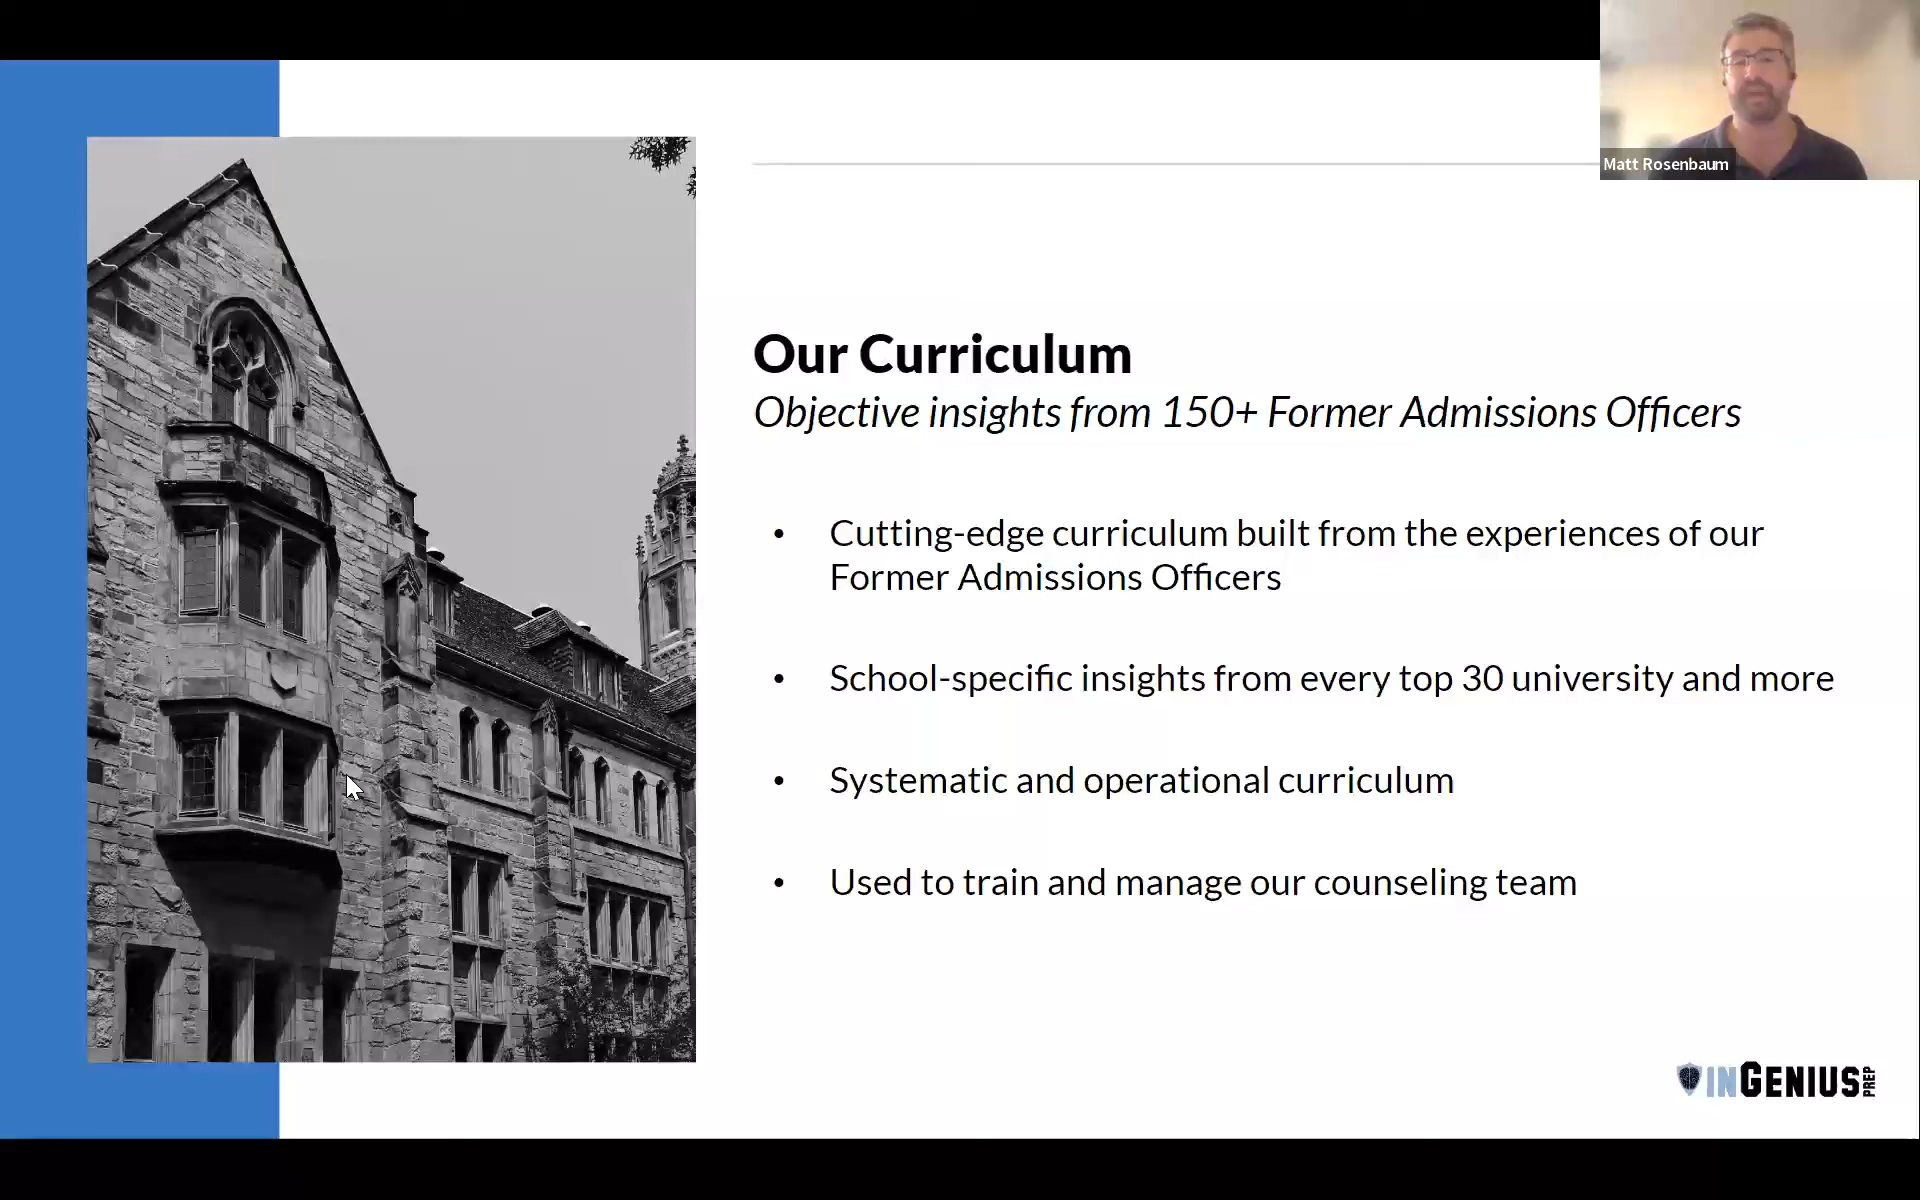 Matt Rosenbaum
Our Curriculum
Objective insights from 150+ Former Admissions Officers
• Cutting-edge curriculum built from the experiences of our
Former Admissions Officers
• School-specific insights from every top 30 university and more
• Systematic and operational curriculum
• Used to train and manage our counseling team
INGENIUS PREP